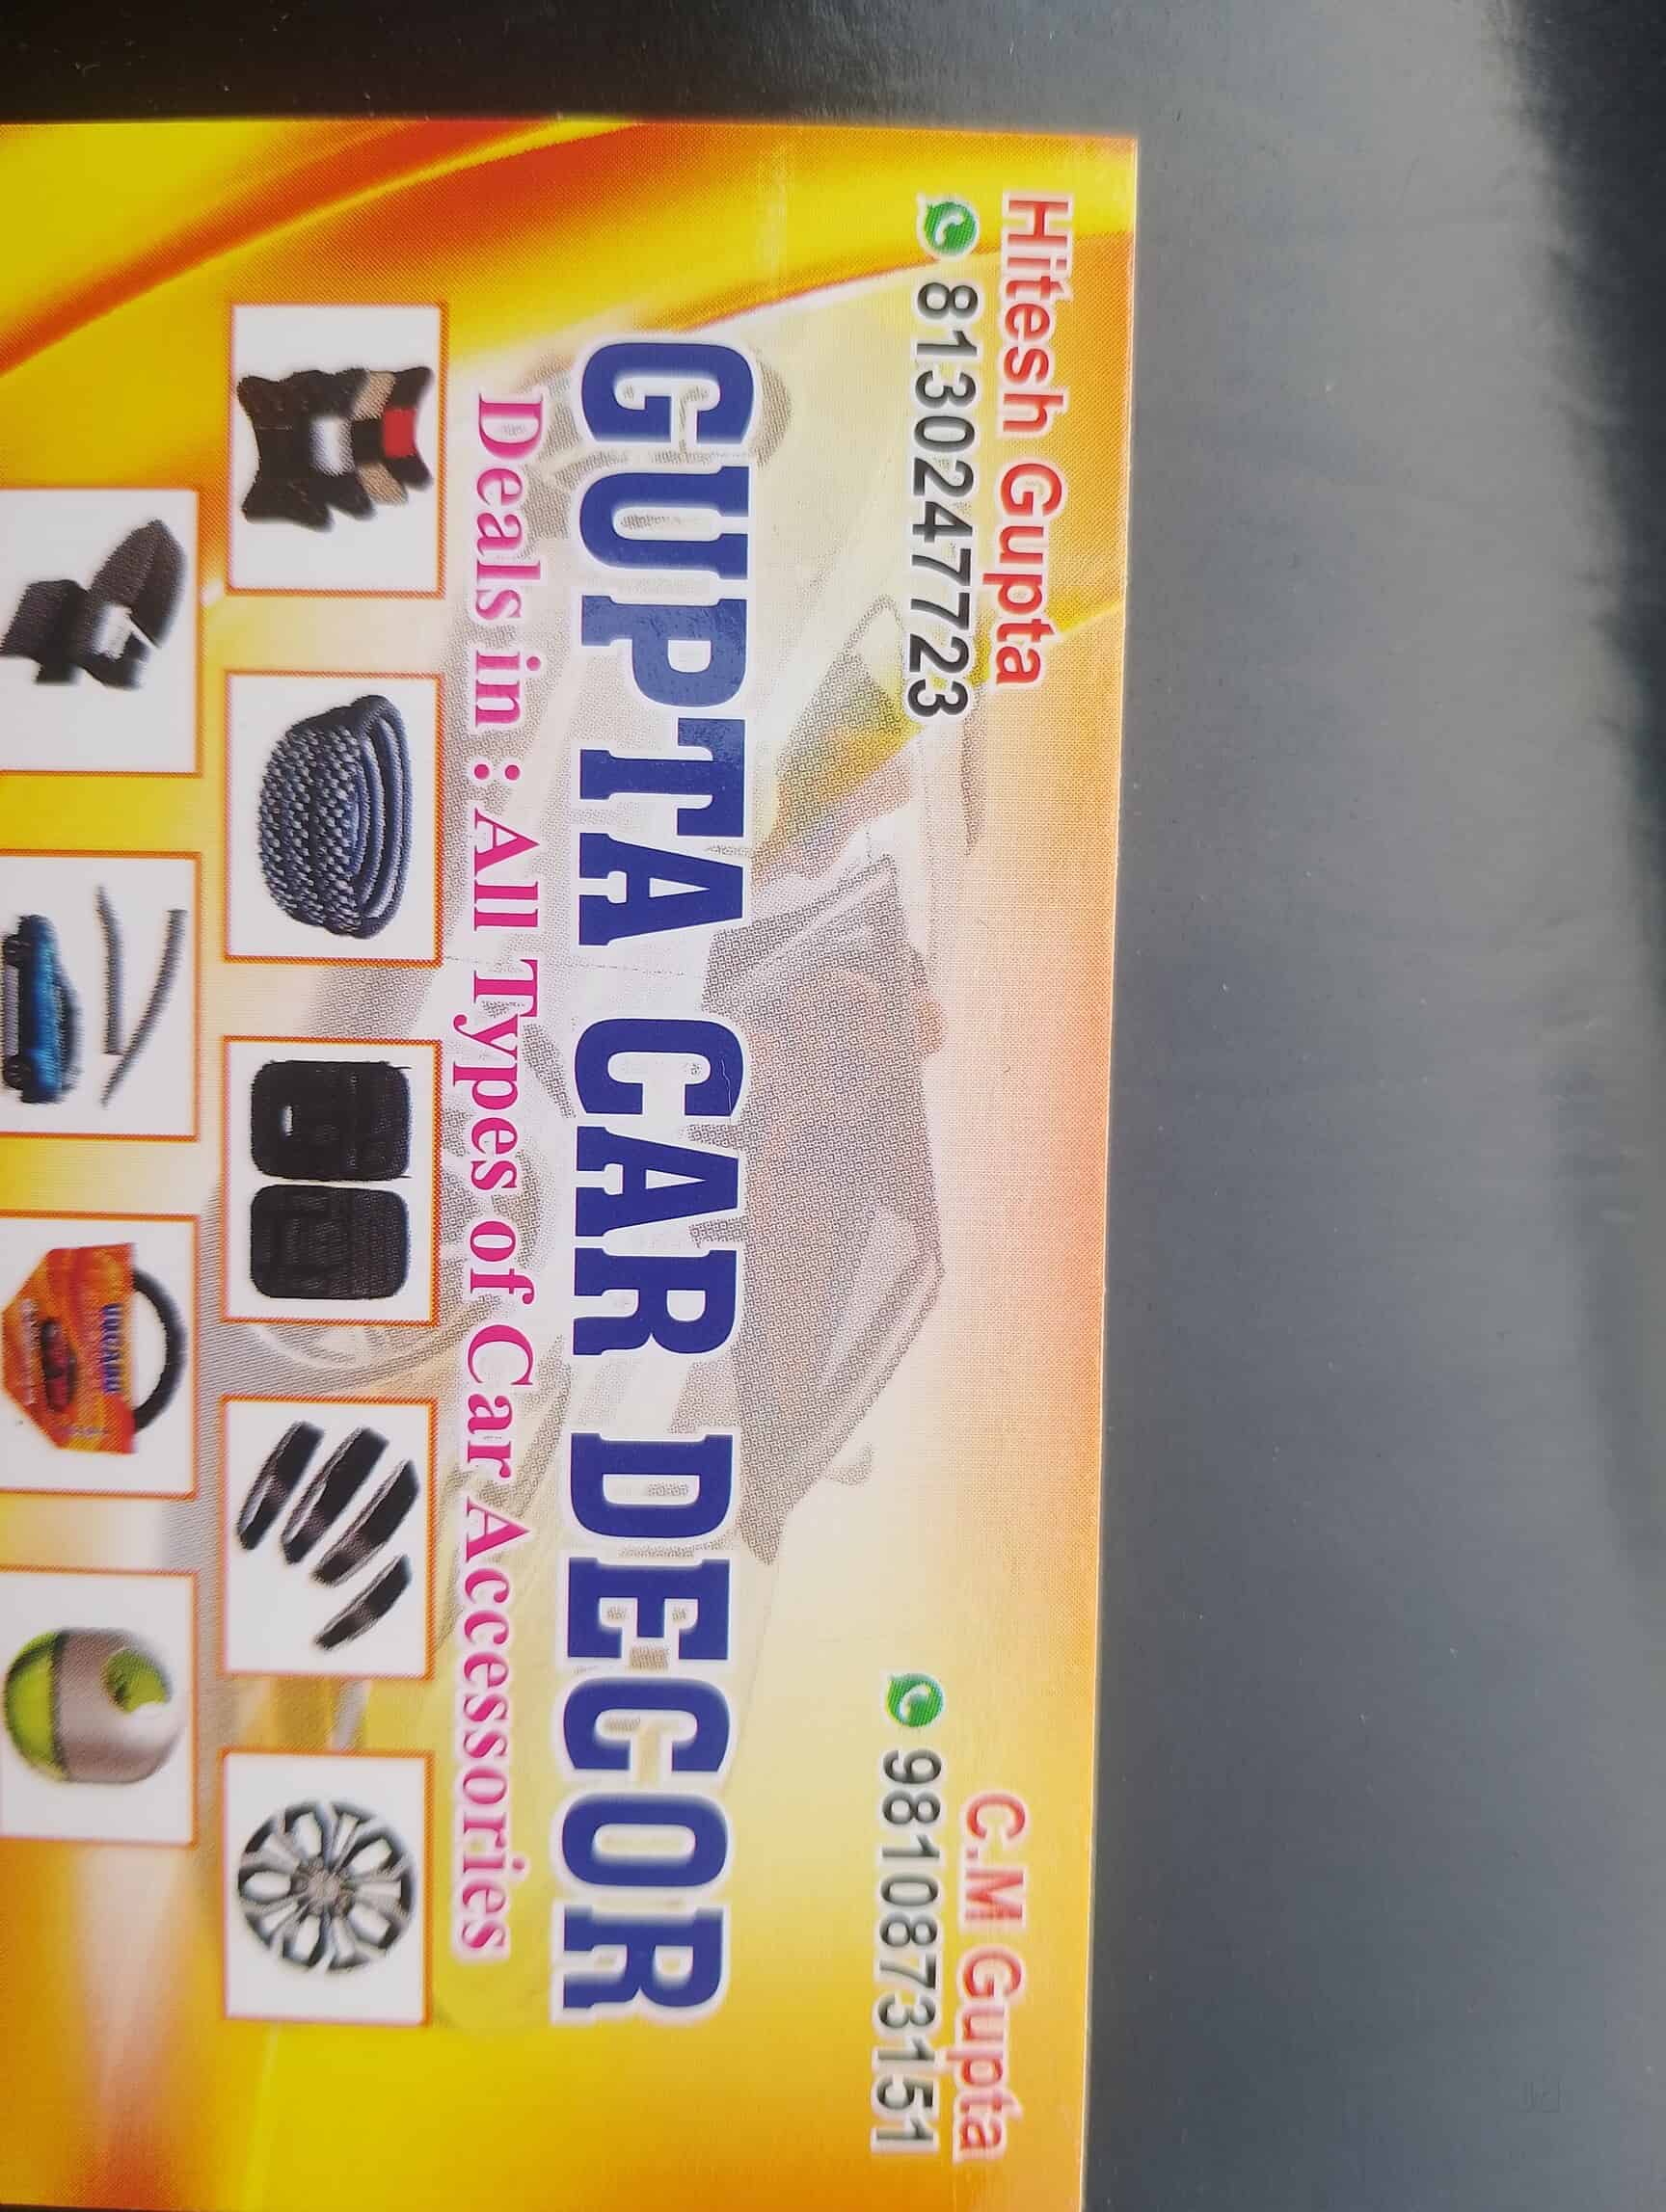 Hitesh Gupta
8130247723
C.M Gupta
9810873151
GUPTA CAR DECOR
Deals in : All Types of Car Accessories